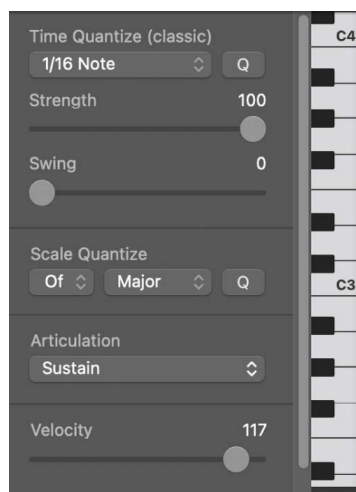 Time Quantize (classic)
1/16 Note Q
Strength 100
Swing 0
Scale Quantize
Of Major Q
Articulation
Sustain
Velocity 117
C4
C3